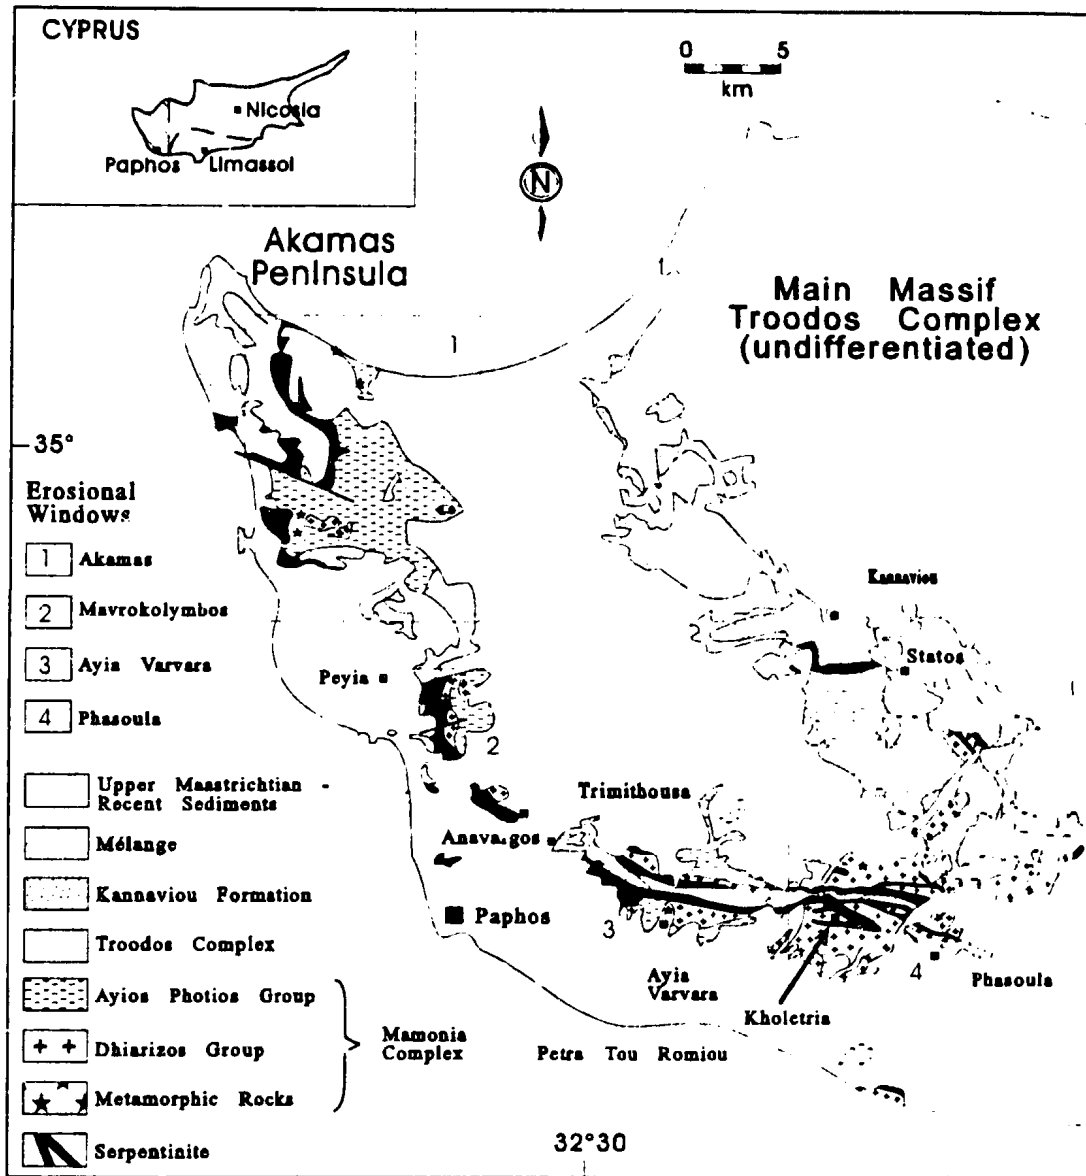 CYPRUS
Nicosia
Paphos
Limassol
0 5
km
N
Akamas
Peninsula
Main Massif
Troodos Complex
(undifferentiated)
1
1
35°
Erosional
Windows
1 Akamas
2 Mavrokolymbos
3 Ayia Varvara
4 Phasoula
Kannaviou
2
Statos
Peyia
2
Trimithousa
Anavargos
Paphos
3
4
Ayia
Varvara
Phasoula
Kholetria
Petra Tou Romiou
Upper Maastrichtian -
Recent Sediments
Mélange
Kannaviou Formation
Troodos Complex
Ayios Photios Group
Dhiarizos Group
Metamorphic Rocks
Mamonia
Complex
Serpentinite
32°30